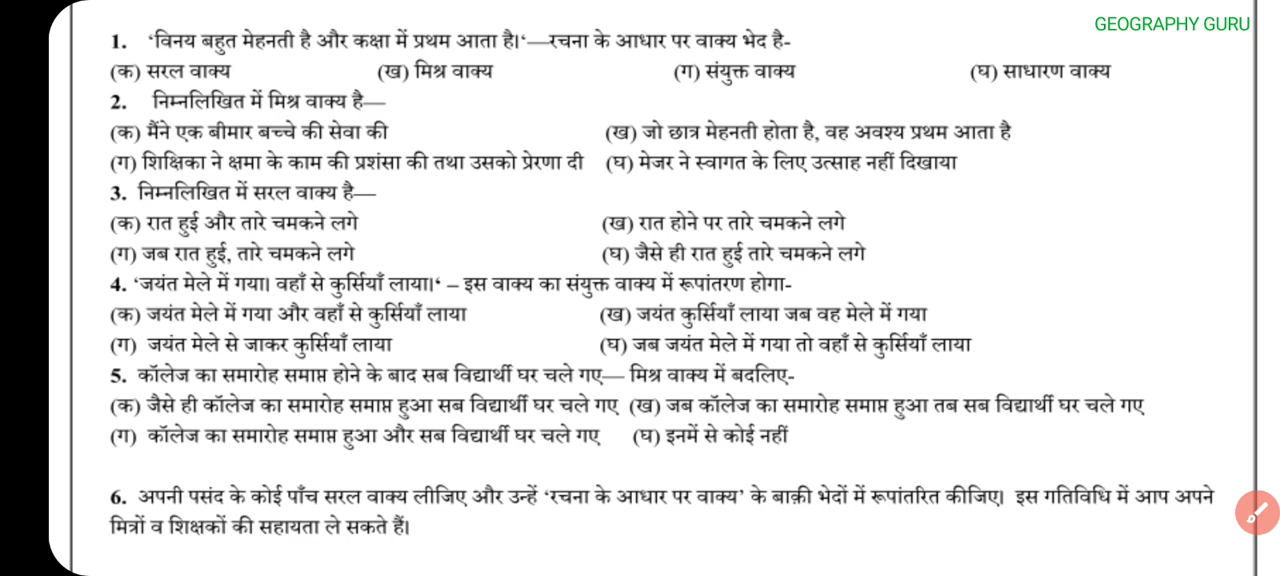 GEOGRAPHY GURU
1. ‘विनय बहुत मेहनती है और कक्षा में प्रथम आता है।‘—रचना के आधार पर वाक्य भेद है-
(क) सरल वाक्य (ख) मिश्र वाक्य (ग) संयुक्त वाक्य (घ) साधारण वाक्य
2. निम्नलिखित में मिश्र वाक्य है—
(क) मैंने एक बीमार बच्चे की सेवा की (ख) जो छात्र मेहनती होता है, वह अवश्य प्रथम आता है
(ग) शिक्षिका ने क्षमा के काम की प्रशंसा की तथा उसको प्रेरणा दी (घ) मेजर ने स्वागत के लिए उत्साह नहीं दिखाया
3. निम्नलिखित में सरल वाक्य है—
(क) रात हुई और तारे चमकने लगे (ख) रात होने पर तारे चमकने लगे
(ग) जब रात हुई, तारे चमकने लगे (घ) जैसे ही रात हुई तारे चमकने लगे
4. ‘जयंत मेले में गया। वहाँ से कुर्सियाँ लाया।‘ – इस वाक्य का संयुक्त वाक्य में रूपांतरण होगा-
(क) जयंत मेले में गया और वहाँ से कुर्सियाँ लाया (ख) जयंत कुर्सियाँ लाया जब वह मेले में गया
(ग) जयंत मेले से जाकर कुर्सियाँ लाया (घ) जब जयंत मेले में गया तो वहाँ से कुर्सियाँ लाया
5. कॉलेज का समारोह समाप्त होने के बाद सब विद्यार्थी घर चले गए— मिश्र वाक्य में बदलिए-
(क) जैसे ही कॉलेज का समारोह समाप्त हुआ सब विद्यार्थी घर चले गए (ख) जब कॉलेज का समारोह समाप्त हुआ तब सब विद्यार्थी घर चले गए
(ग) कॉलेज का समारोह समाप्त हुआ और सब विद्यार्थी घर चले गए (घ) इनमें से कोई नहीं
6. अपनी पसंद के कोई पाँच सरल वाक्य लीजिए और उन्हें ‘रचना के आधार पर वाक्य’ के बाक़ी भेदों में रूपांतरित कीजिए। इस गतिविधि में आप अपने
मित्रों व शिक्षकों की सहायता ले सकते हैं।